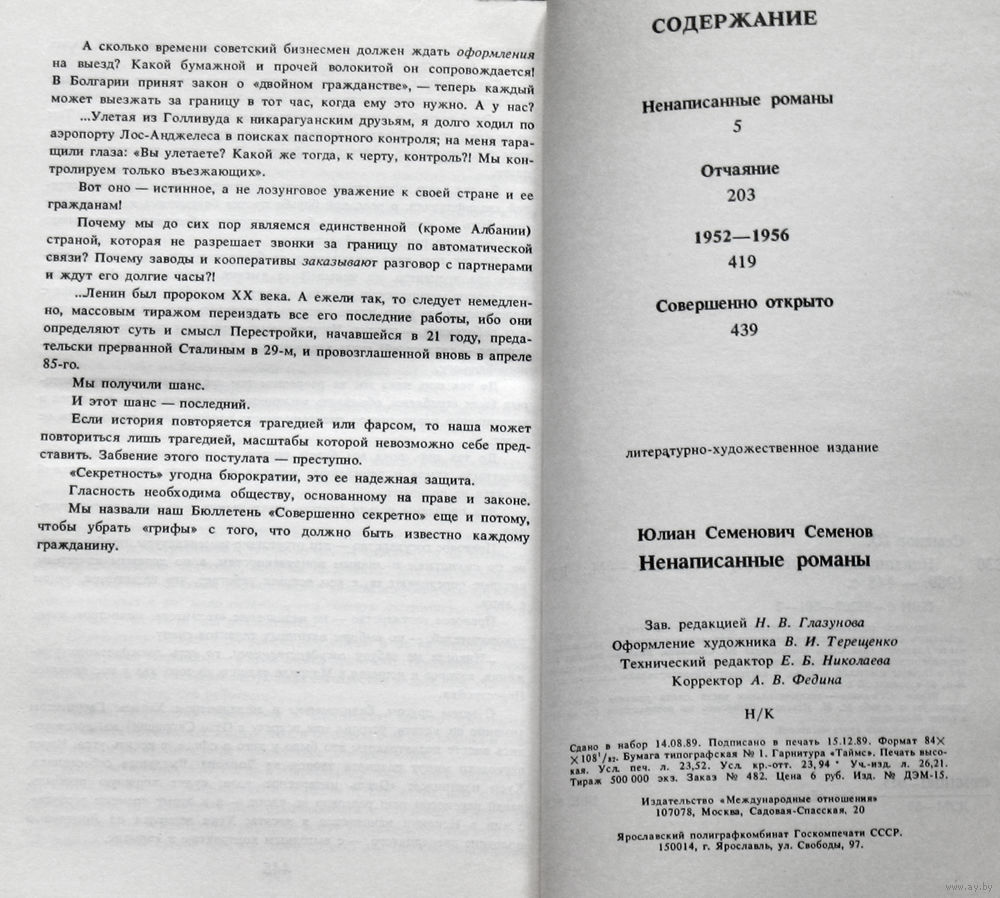 А сколько времени советский бизнесмен должен ждать оформления
на выезд? Какой бумажной и прочей волокитой он сопровождается!
В Болгарии принят закон о «двойном гражданстве», — теперь каждый
может выезжать за границу в тот час, когда ему это нужно. А у нас?
...Улетая из Голливуда к никарагуанским друзьям, я долго ходил по
аэропорту Лос-Анджелеса в поисках паспортного контроля; на меня тара-
щили глаза: «Вы улетаете? Какой же тогда, к черту, контроль?! Мы кон-
тролируем только въезжающих».
Вот оно — истинное, а не лозунговое уважение к своей стране и ее
гражданам!
Почему мы до сих пор являемся единственной (кроме Албании)
страной, которая не разрешает звонки за границу по автоматической
связи? Почему заводы и кооперативы заказывают разговор с партнерами
и ждут его долгие часы?!
...Ленин был пророком XX века. А ежели так, то следует немедлен-
но, массовым тиражом переиздать все его последние работы, ибо они
определяют суть и смысл Перестройки, начавшейся в 21 году, преда-
тельски прерванной Сталиным в 29-м, и провозглашенной вновь в апреле
85-го.
Мы получили шанс.
И этот шанс — последний.
Если история повторяется трагедией или фарсом, то наша может
повториться лишь трагедией, масштабы которой невозможно себе пред-
ставить. Забвение этого постулата — преступно.
«Секретность» угодна бюрократии, это ее надежная защита.
Гласность необходима обществу, основанному на праве и законе.
Мы назвали наш Бюллетень «Совершенно секретно» еще и потому,
чтобы убрать «грифы» с того, что должно быть известно каждому
гражданину.
СОДЕРЖАНИЕ
Ненаписанные романы
5
Отчаяние
203
1952—1956
419
Совершенно открыто
439
литературно-художественное издание
Юлиан Семенович Семенов
Ненаписанные романы
Зав. редакцией Н. В. Глазунова
Оформление художника В. И. Терещенко
Технический редактор Е. Б. Николаева
Корректор А. В. Федина
Н/К
Сдано в набор 14.08.89. Подписано в печать 15.12.89. Формат 84×
×108¹/₃₂. Бумага типографская № 1. Гарнитура «Таймс». Печать высо-
кая. Усл. печ. л. 23,52. Усл. кр.-отт. 23,94 Уч.-изд. л. 26,21.
Тираж 500 000 экз. Заказ № 482. Цена 6 руб. Изд. № ДЭМ-15.
Издательство «Международные отношения»
107078, Москва, Садовая-Спасская, 20
Ярославский полиграфкомбинат Госкомпечати СССР.
150014, г. Ярославль, ул. Свободы, 97.
www.ay.by